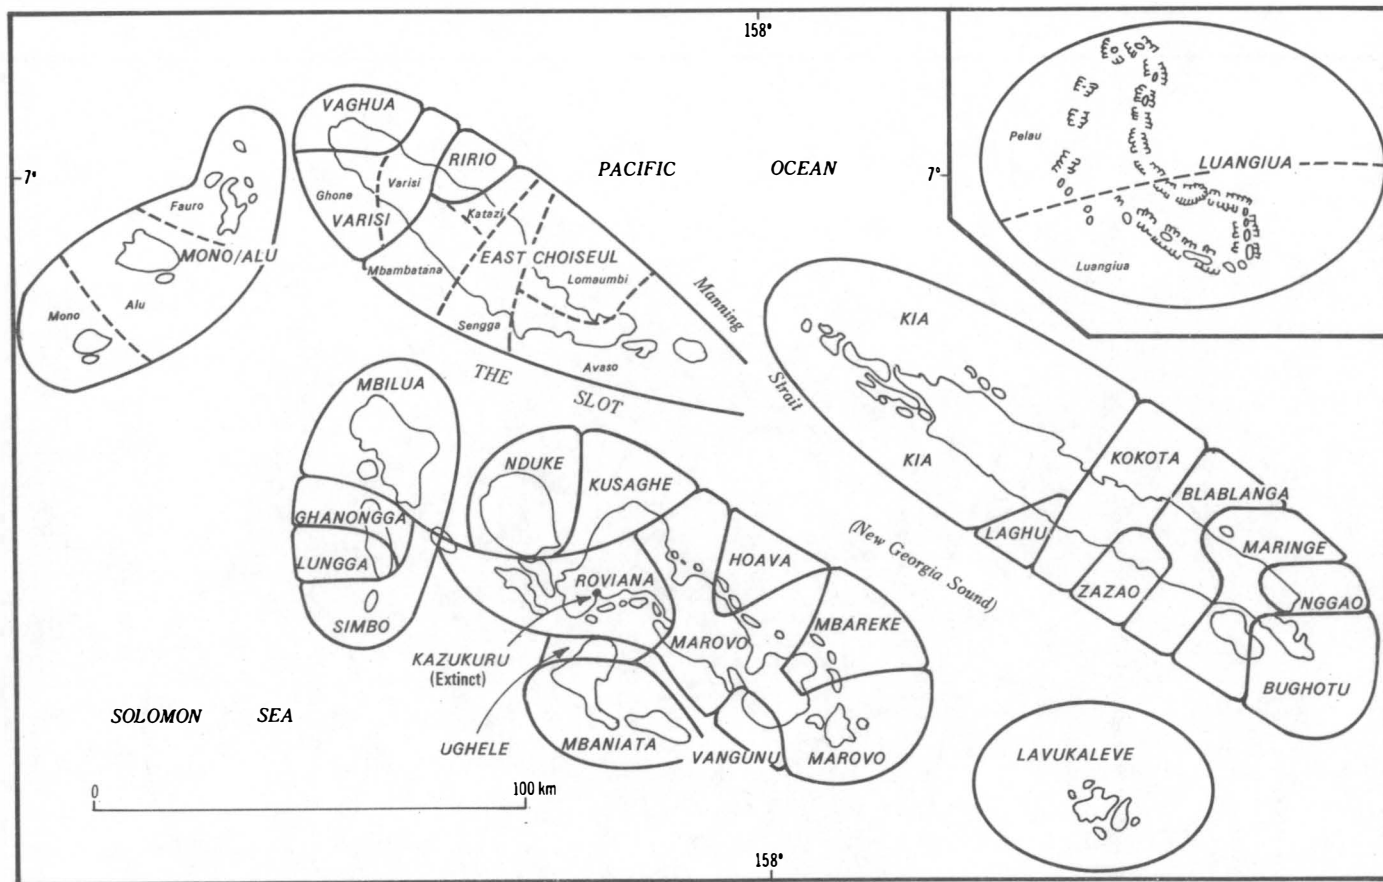 158°
VAGHUA
RIRIO
PACIFIC OCEAN
7°
7°
Pelau
LUANGIUA
Luangiua
Ghone
Varisi
VARISI
Katazi
Fauro
MONO/ALU
Mono
Alu
Mbambatana
EAST CHOISEUL
Lomaumbi
Sengga
Avaso
Manning
Strait
THE
SLOT
KIA
KIA
MBILUA
NDUKE
KUSAGHE
GHANONGGA
LUNGGA
SIMBO
ROVIANA
HOAVA
MAROVO
MBAREKE
KAZUKURU
(Extinct)
UGHELE
MBANIATA
VANGUNU
MAROVO
(New Georgia Sound)
KOKOTA
BLABLANGA
LAGHU
ZAZAO
MARINGE
NGGAO
BUGHOTU
LAVUKALEVE
SOLOMON SEA
0
100 km
158°